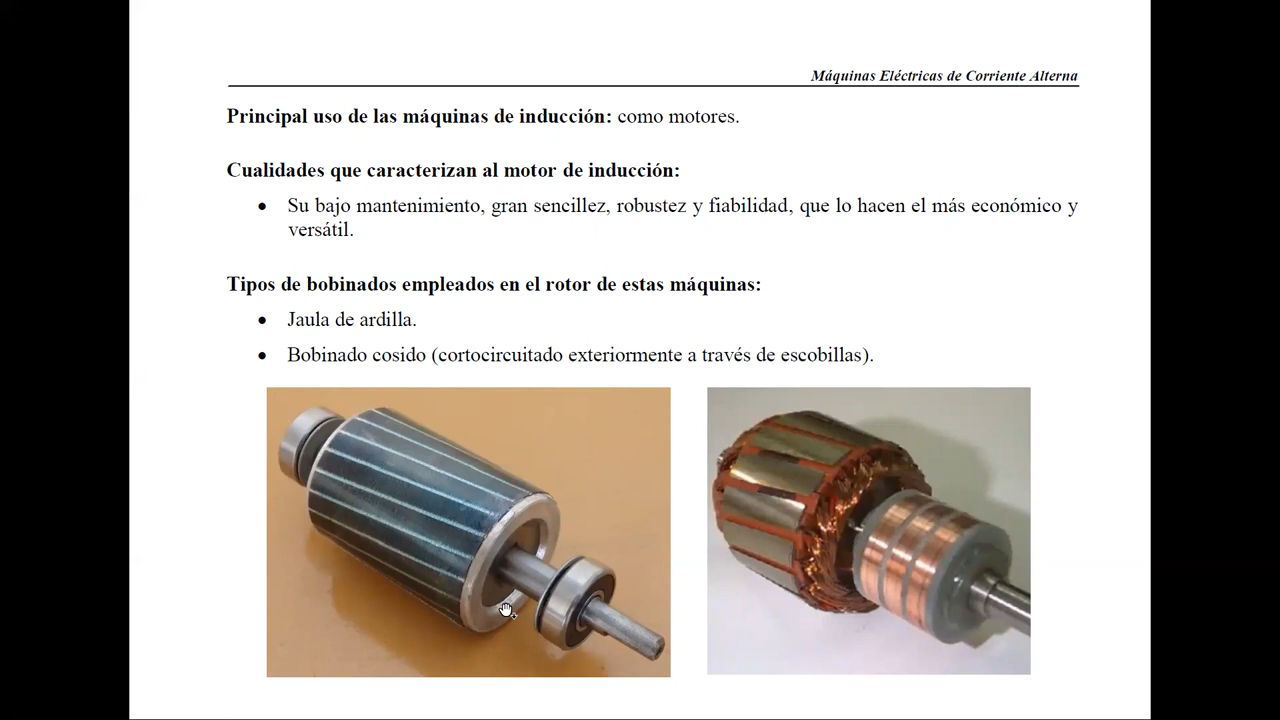 Máquinas Eléctricas de Corriente Alterna
Principal uso de las máquinas de inducción: como motores.
Cualidades que caracterizan al motor de inducción:
• Su bajo mantenimiento, gran sencillez, robustez y fiabilidad, que lo hacen el más económico y
versátil.
Tipos de bobinados empleados en el rotor de estas máquinas:
• Jaula de ardilla.
• Bobinado cosido (cortocircuitado exteriormente a través de escobillas).